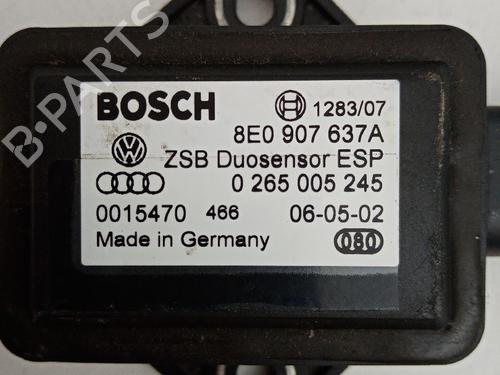 BOSCH 1283/07
8E0 907 637A
ZSB Duosensor ESP
0 265 005 245
0015470 466 06-05-02
Made in Germany 080
B-PARTS